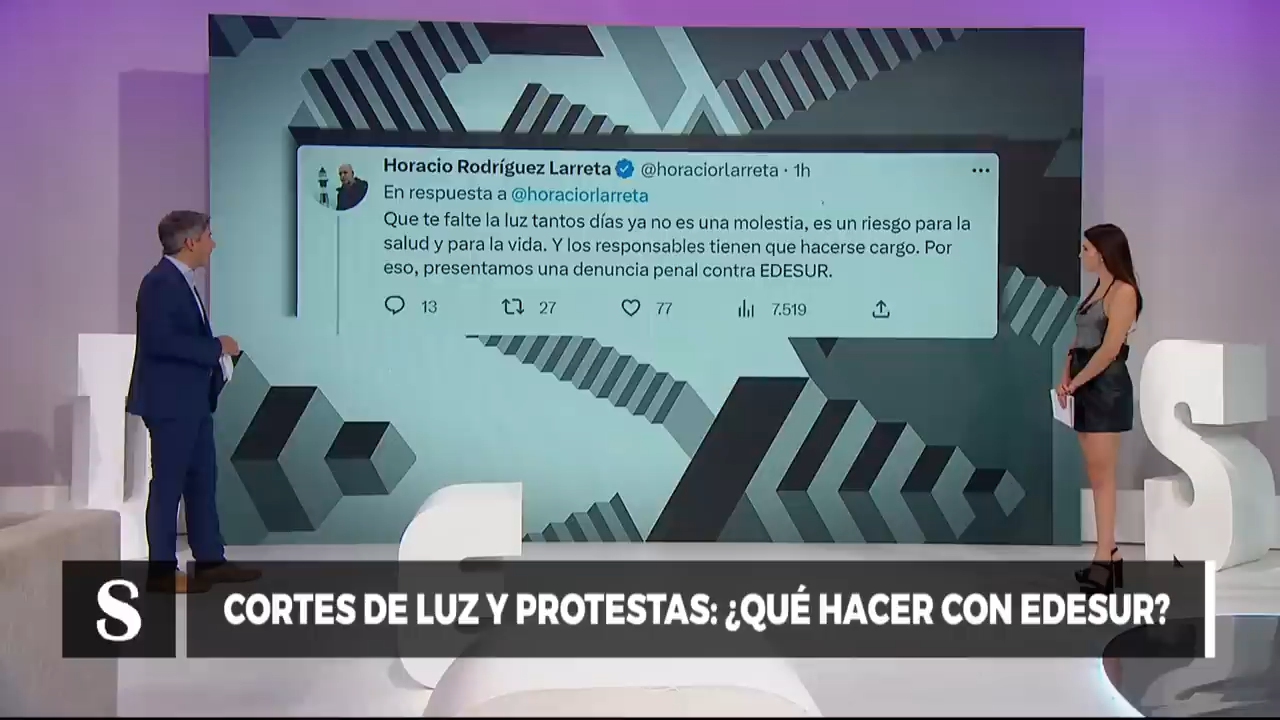 Horacio Rodríguez Larreta @horaciorlarreta · 1h
En respuesta a @horaciorlarreta
Que te falte la luz tantos días ya no es una molestia, es un riesgo para la
salud y para la vida. Y los responsables tienen que hacerse cargo. Por
eso, presentamos una denuncia penal contra EDESUR.
13 27 77 7.519
S
S CORTES DE LUZ Y PROTESTAS: ¿QUÉ HACER CON EDESUR?